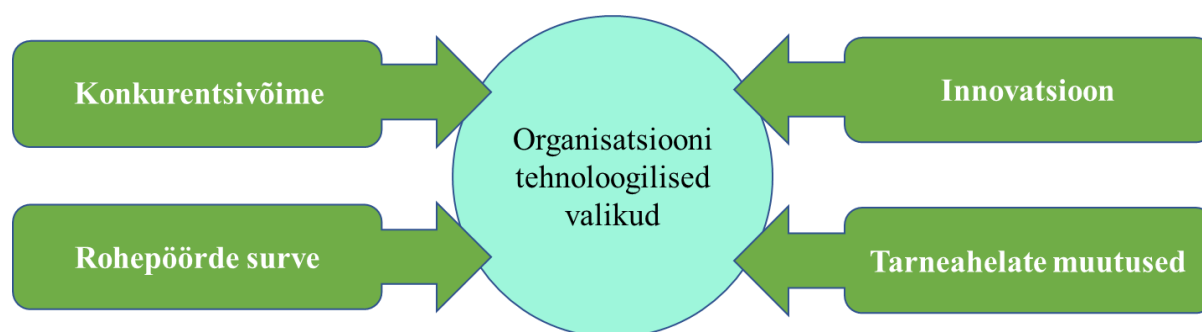 Konkurentsivõime
Innovatsioon
Organisatsiooni
tehnoloogilised
valikud
Rohepöörde surve
Tarneahelate muutused